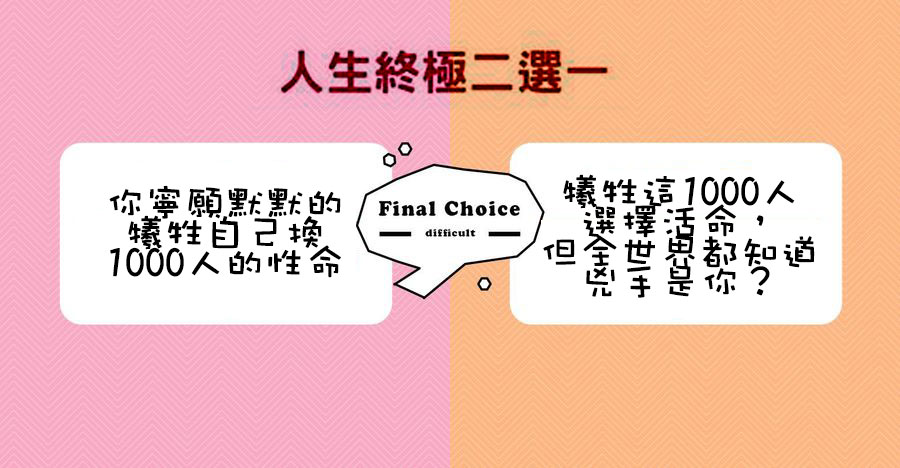 人生終極二選一
你寧願默默的
犧牲自己換
1000人的性命
Final Choice
difficult
犧牲這1000人
選擇活命，
但全世界都知道
兇手是你？